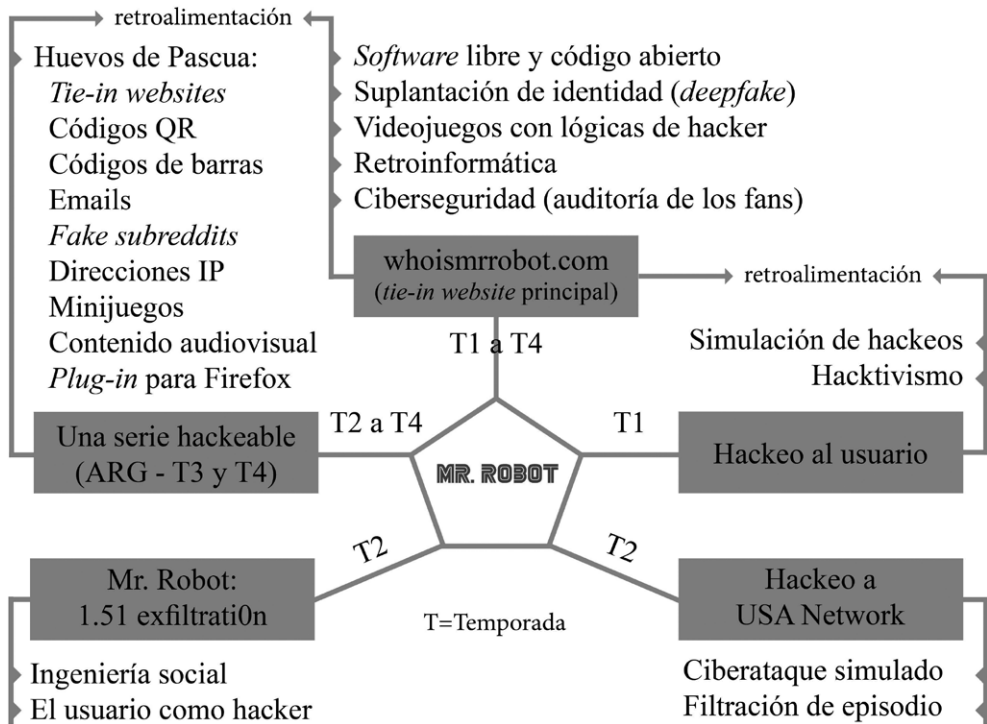 retroalimentación
Huevos de Pascua:
Tie-in websites
Códigos QR
Códigos de barras
Emails
Fake subreddits
Direcciones IP
Minijuegos
Contenido audiovisual
Plug-in para Firefox
Software libre y código abierto
Suplantación de identidad (deepfake)
Videojuegos con lógicas de hacker
Retroinformática
Ciberseguridad (auditoría de los fans)
whoismrrobot.com
(tie-in website principal)
retroalimentación
T1 a T4
Simulación de hackeos
Hacktivismo
Una serie hackeable
(ARG - T3 y T4)
T2 a T4
MR. ROBOT
T1
Hackeo al usuario
Mr. Robot:
1.51 exfiltrati0n
T2
T=Temporada
T2
Hackeo a
USA Network
Ingeniería social
El usuario como hacker
Ciberataque simulado
Filtración de episodio